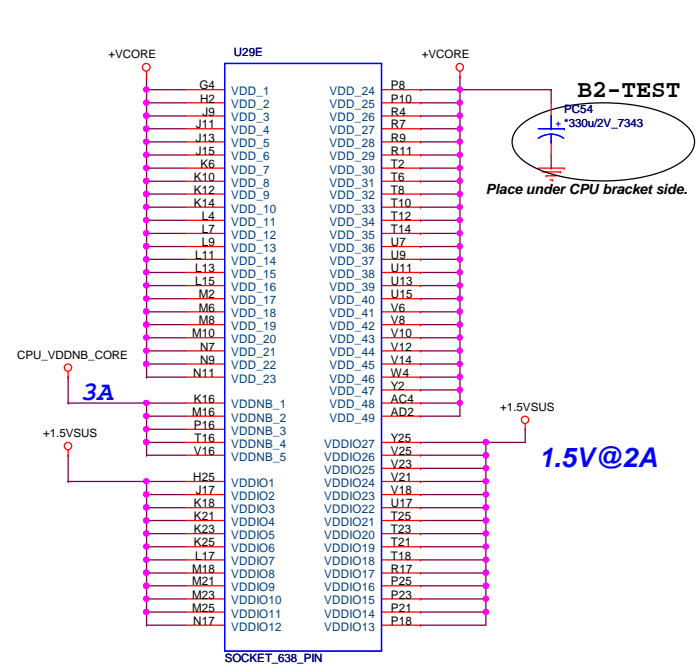 +VCORE
U29E
+VCORE
G4 VDD_1 VDD_24 P8
H2 VDD_2 VDD_25 P10
J9 VDD_3 VDD_26 R4
J11 VDD_4 VDD_27 R7
J13 VDD_5 VDD_28 R9
J15 VDD_6 VDD_29 R11
K6 VDD_7 VDD_30 T2
K10 VDD_8 VDD_31 T6
K12 VDD_9 VDD_32 T8
K14 VDD_10 VDD_33 T10
L4 VDD_11 VDD_34 T12
L7 VDD_12 VDD_35 T14
L9 VDD_13 VDD_36 U7
L11 VDD_14 VDD_37 U9
L13 VDD_15 VDD_38 U11
L15 VDD_16 VDD_39 U13
M2 VDD_17 VDD_40 U15
M6 VDD_18 VDD_41 V6
M8 VDD_19 VDD_42 V8
M10 VDD_20 VDD_43 V10
N7 VDD_21 VDD_44 V12
N9 VDD_22 VDD_45 V14
N11 VDD_23 VDD_46 W4
VDD_47 Y2
K16 VDDNB_1 VDD_48 AC4
M16 VDDNB_2 VDD_49 AD2
P16 VDDNB_3
T16 VDDNB_4 VDDIO27 Y25
V16 VDDNB_5 VDDIO26 V25
VDDIO25 V23
H25 VDDIO1 VDDIO24 V21
J17 VDDIO2 VDDIO23 V18
K18 VDDIO3 VDDIO22 U17
K21 VDDIO4 VDDIO21 T25
K23 VDDIO5 VDDIO20 T23
K25 VDDIO6 VDDIO19 T21
L17 VDDIO7 VDDIO18 T18
M18 VDDIO8 VDDIO17 R17
M21 VDDIO9 VDDIO16 P25
M23 VDDIO10 VDDIO15 P23
M25 VDDIO11 VDDIO14 P21
N17 VDDIO12 VDDIO13 P18
SOCKET_638_PIN
CPU_VDDNB_CORE
3A
+1.5VSUS
B2-TEST
PC54
+
*330u/2V_7343
Place under CPU bracket side.
+1.5VSUS
1.5V@2A